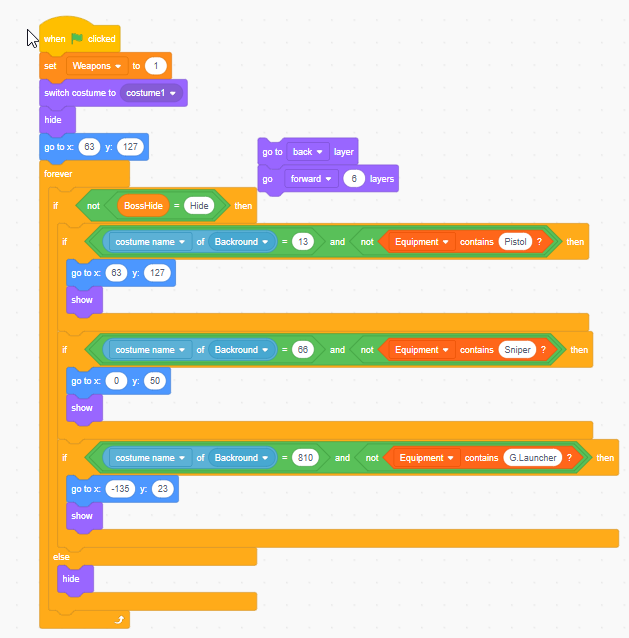 when clicked
set Weapons to 1
switch costume to costume1
hide
go to x: 63 y: 127
go to back layer
forever
go forward 6 layers
if not BossHide = Hide then
if costume name of Backround = 13 and not Equipment contains Pistol ? then
go to x: 63 y: 127
show
if costume name of Backround = 66 and not Equipment contains Sniper ? then
go to x: 0 y: 50
show
if costume name of Backround = 810 and not Equipment contains G.Launcher ? then
go to x: -135 y: 23
show
else
hide